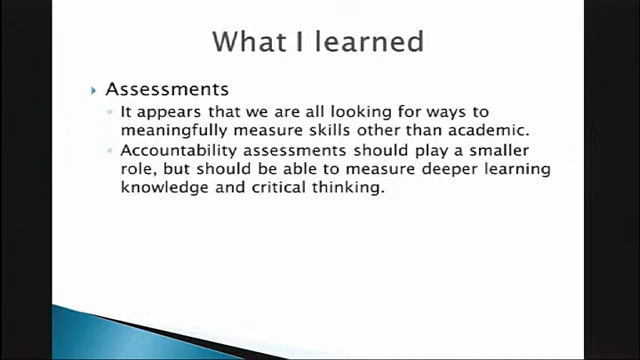 What I learned
Assessments
It appears that we are all looking for ways to
meaningfully measure skills other than academic.
Accountability assessments should play a smaller
role, but should be able to measure deeper learning
knowledge and critical thinking.